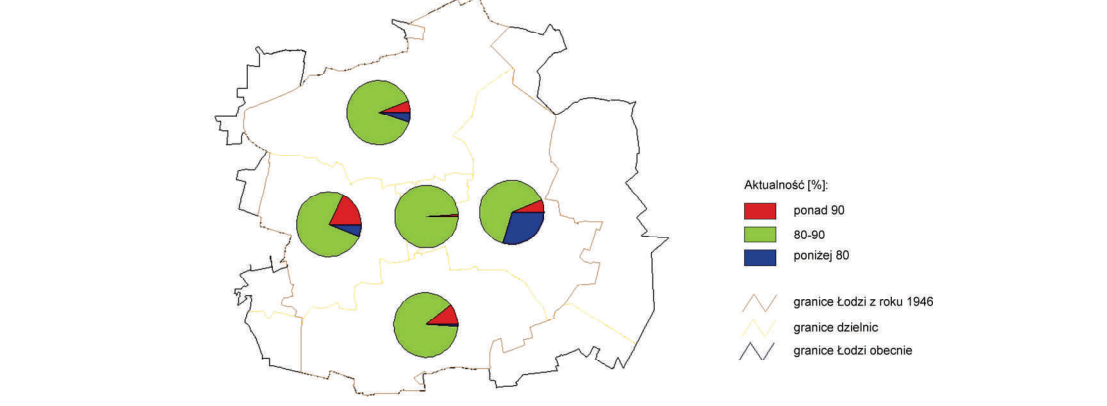 Aktualność [%]:
ponad 90
80-90
poniżej 80
granice Łodzi z roku 1946
granice dzielnic
granice Łodzi obecnie